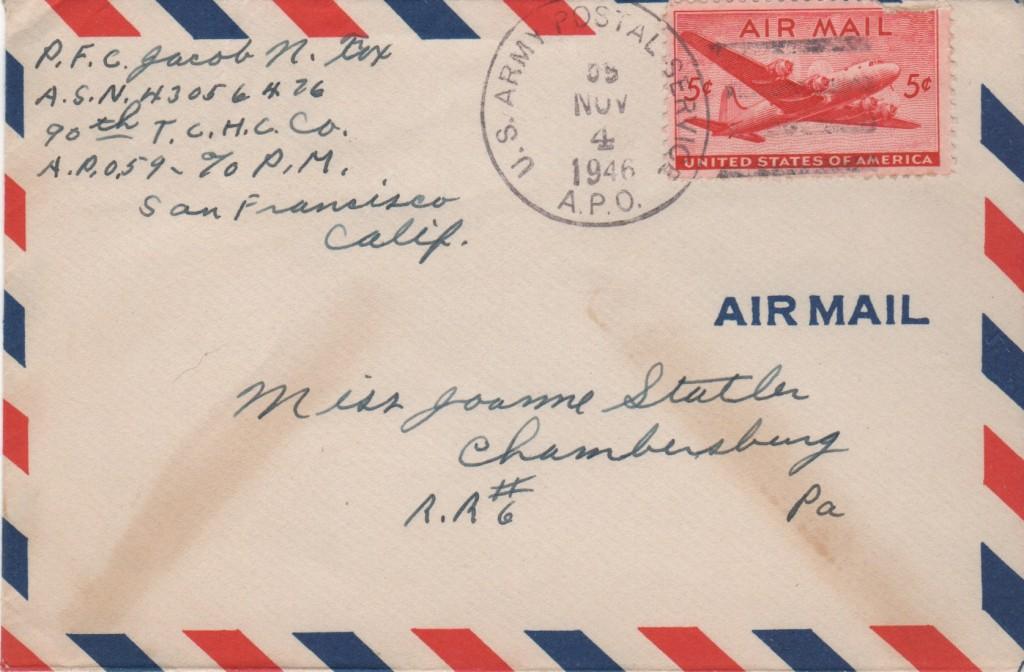 P.F.C. Jacob N. Fox
A.S.N. 43056476
90th T.C.H.C. Co.
A.P.O 59 - % P.M.
San Francisco
Calif.
U.S. ARMY POSTAL SERVICE
NOV
4
1946
A.P.O.
AIR MAIL
5¢ 5¢
UNITED STATES OF AMERICA
AIR MAIL
Miss Joanne Statler
Chambersburg
R.R #6 Pa